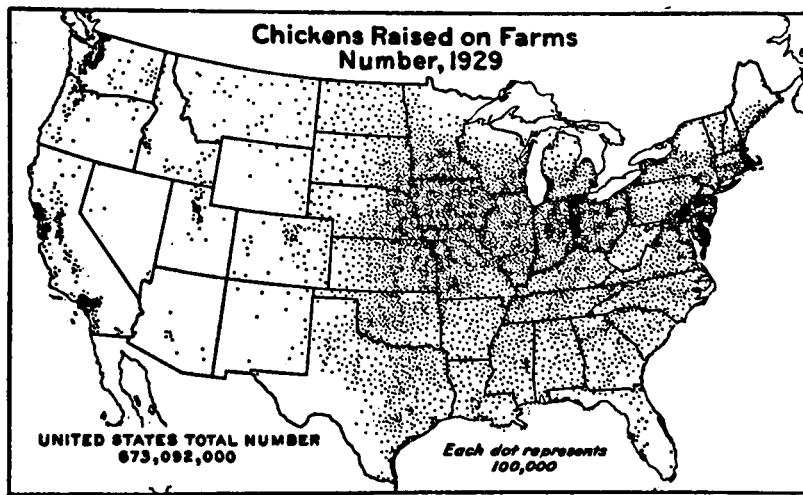 Chickens Raised on Farms
Number, 1929
UNITED STATES TOTAL NUMBER
673,092,000
Each dot represents
100,000